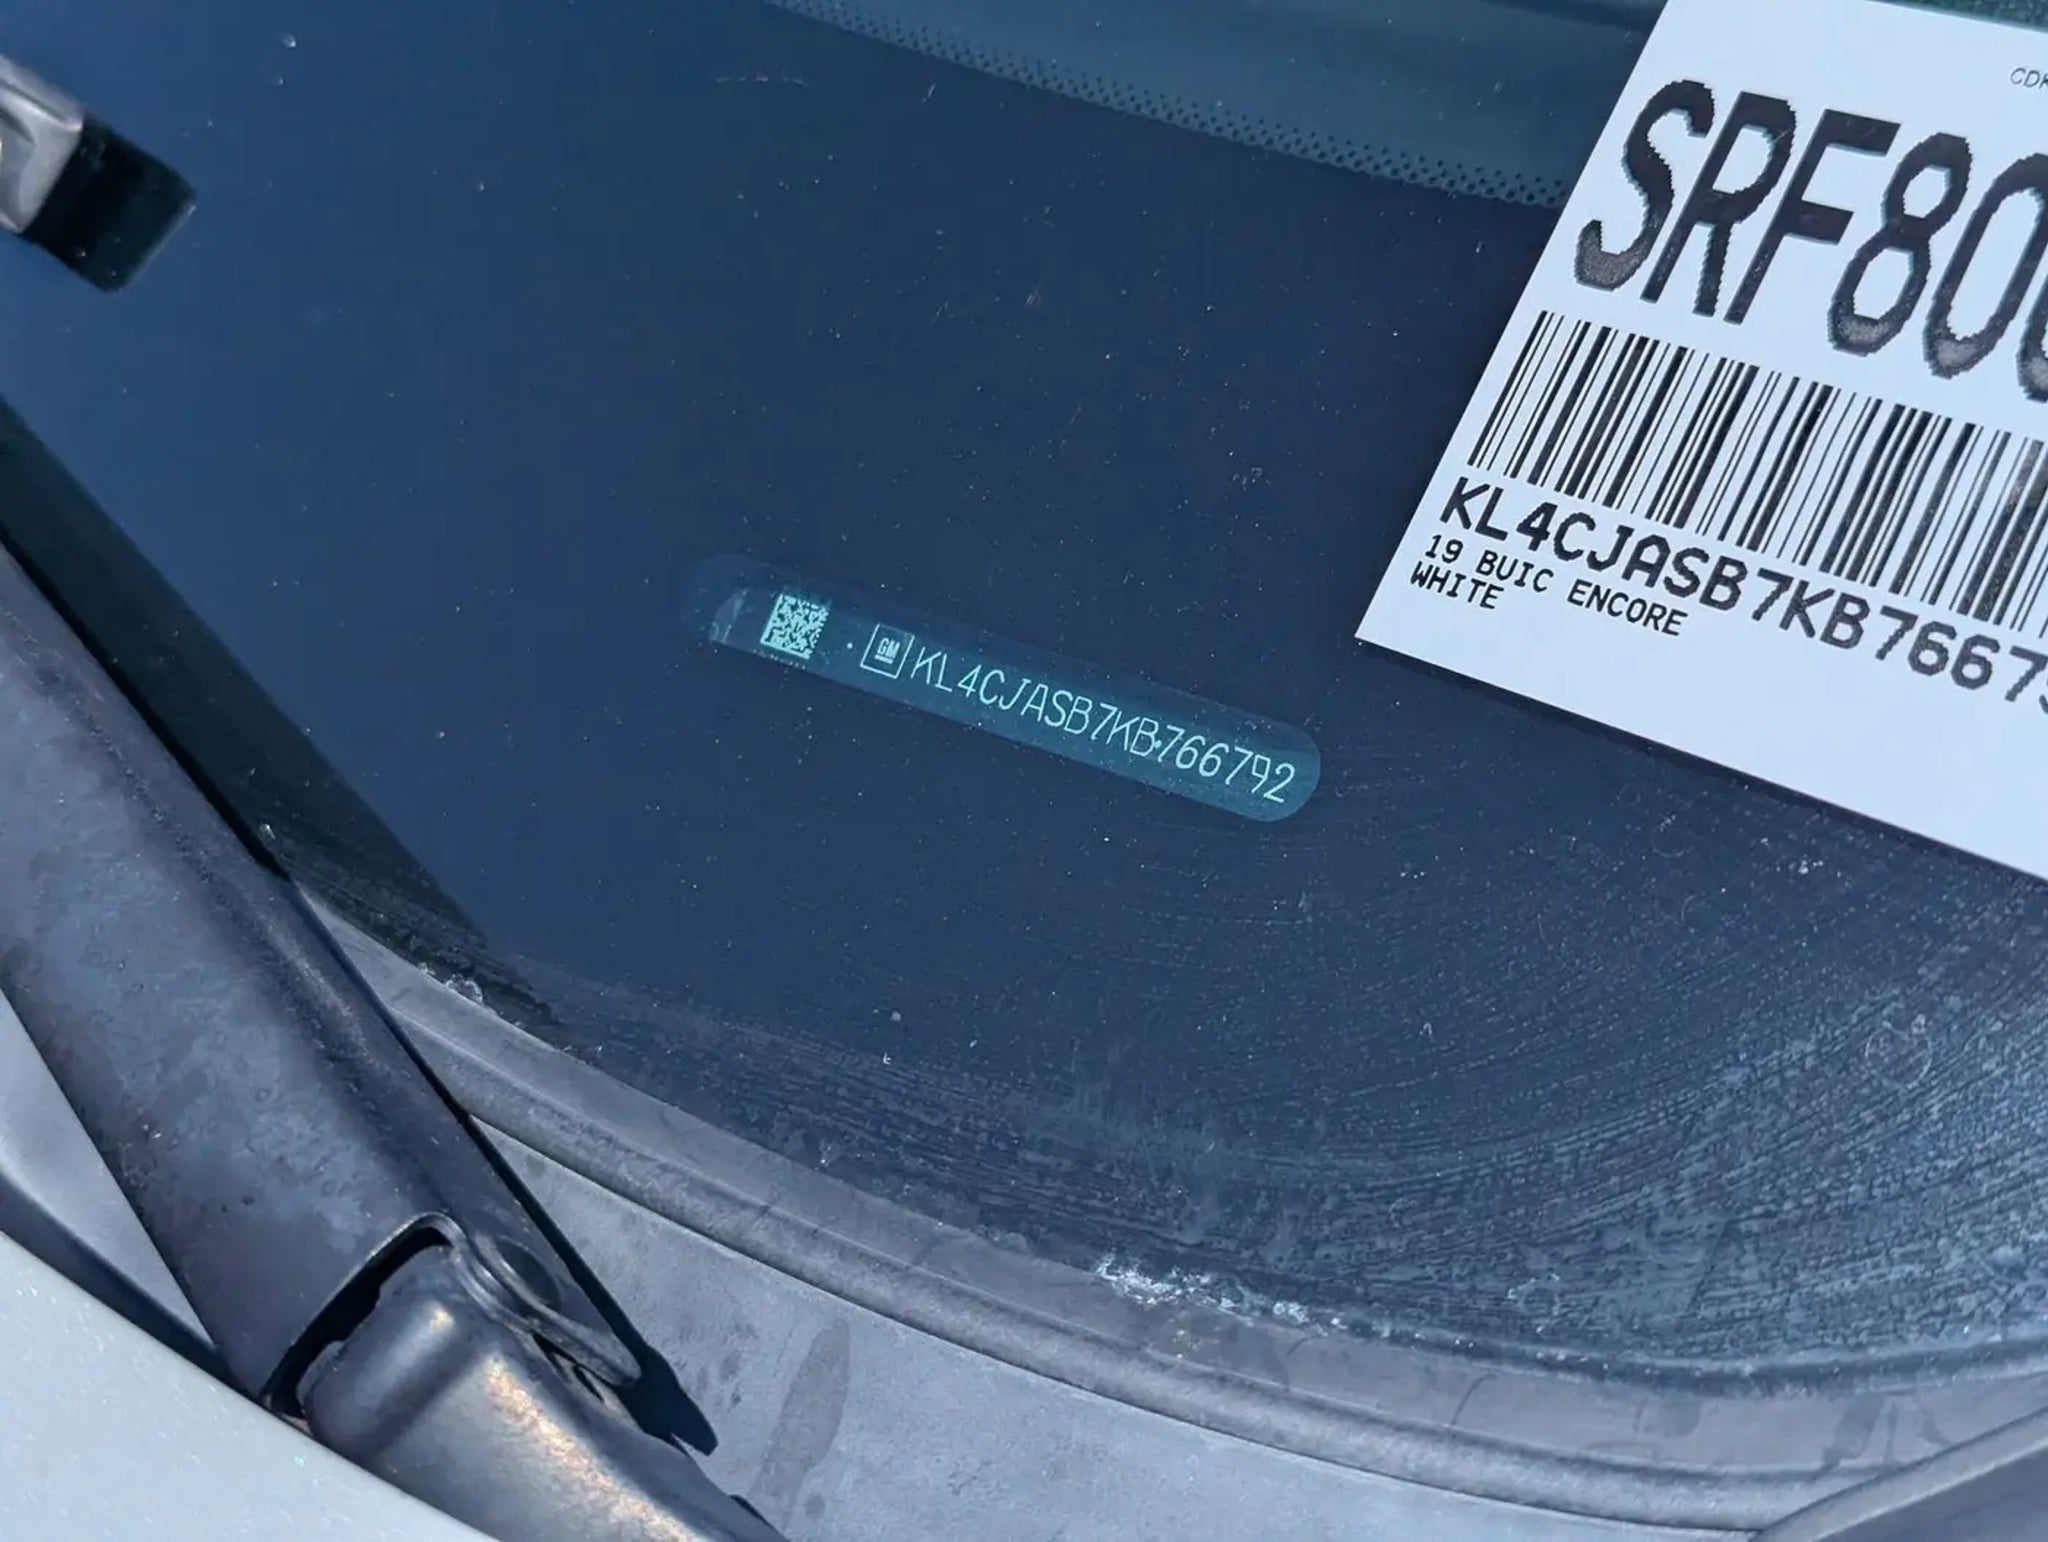 CDK
SRF80
KL4CJASB7KB7667
19 BUIC ENCORE
WHITE
GM KL4CJASB7KB766792